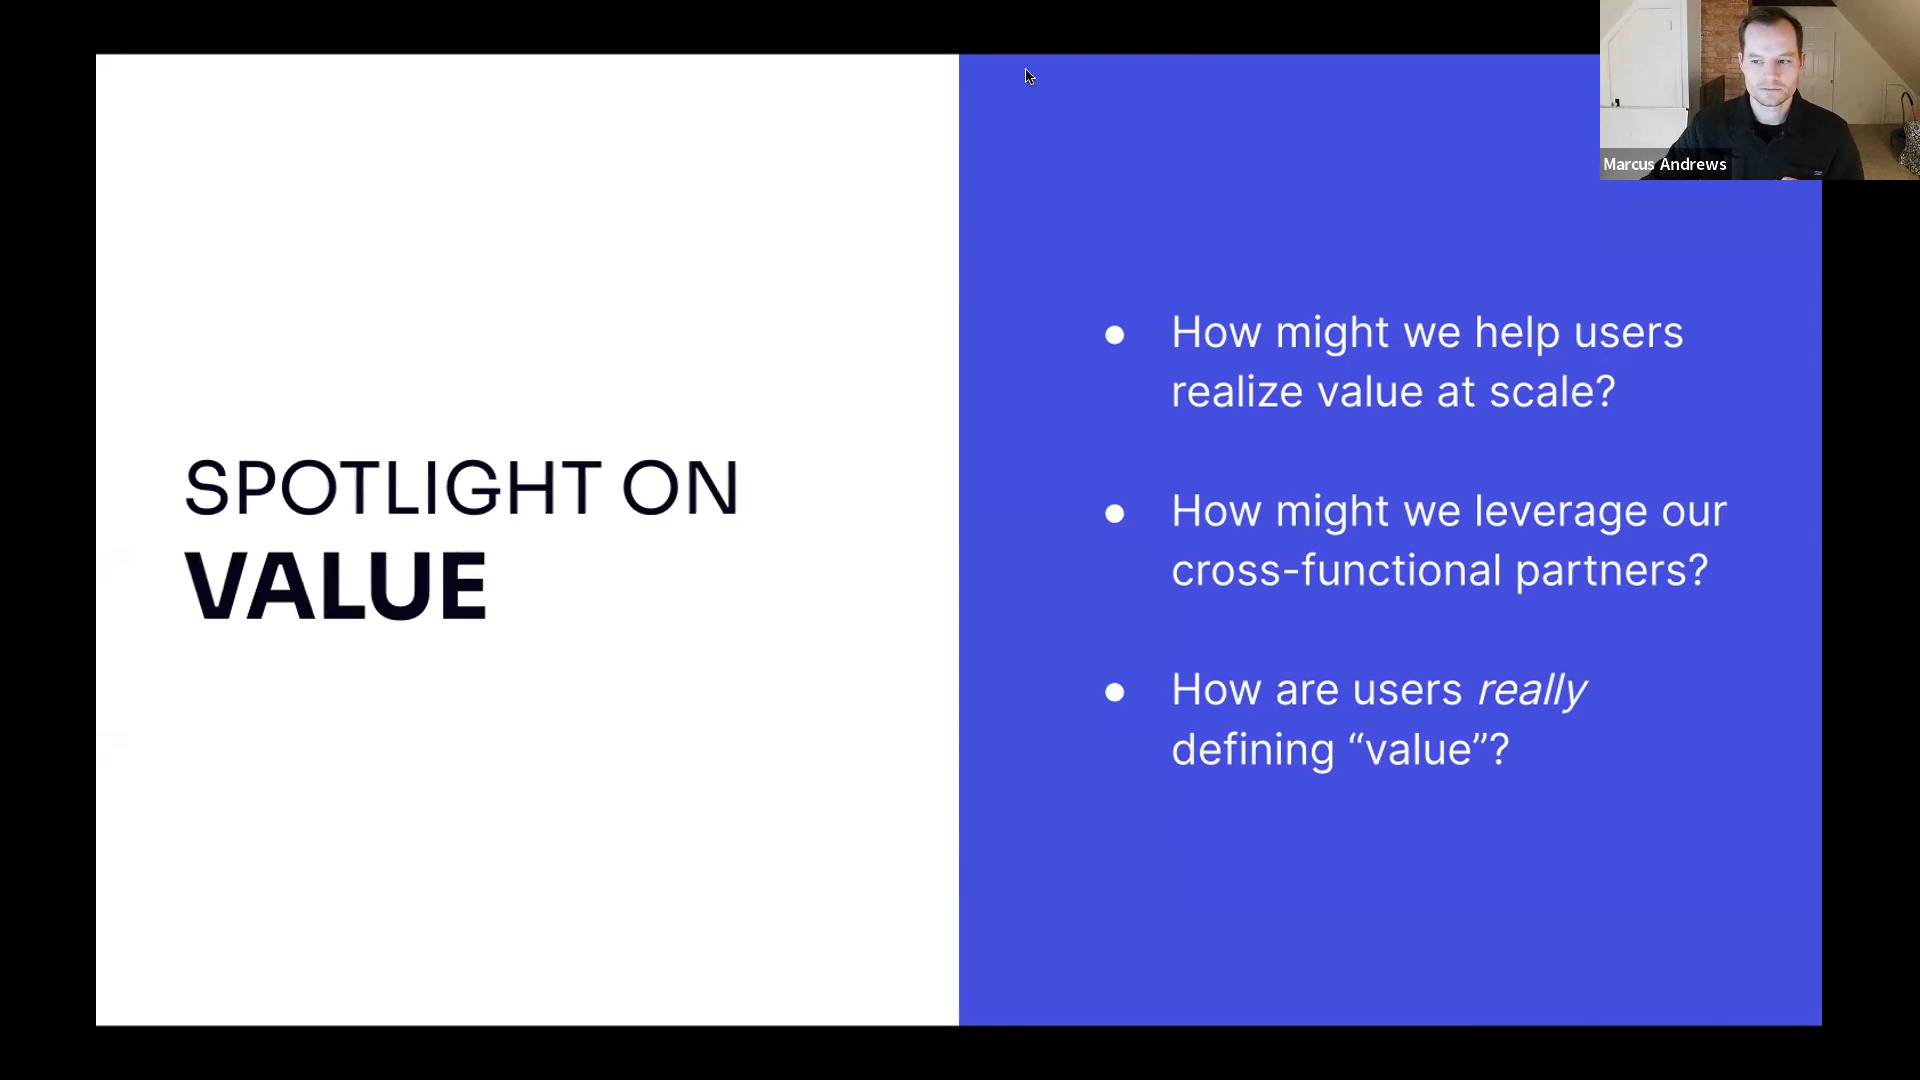 Marcus Andrews
SPOTLIGHT ON
VALUE
● How might we help users
realize value at scale?
● How might we leverage our
cross-functional partners?
● How are users really
defining “value”?